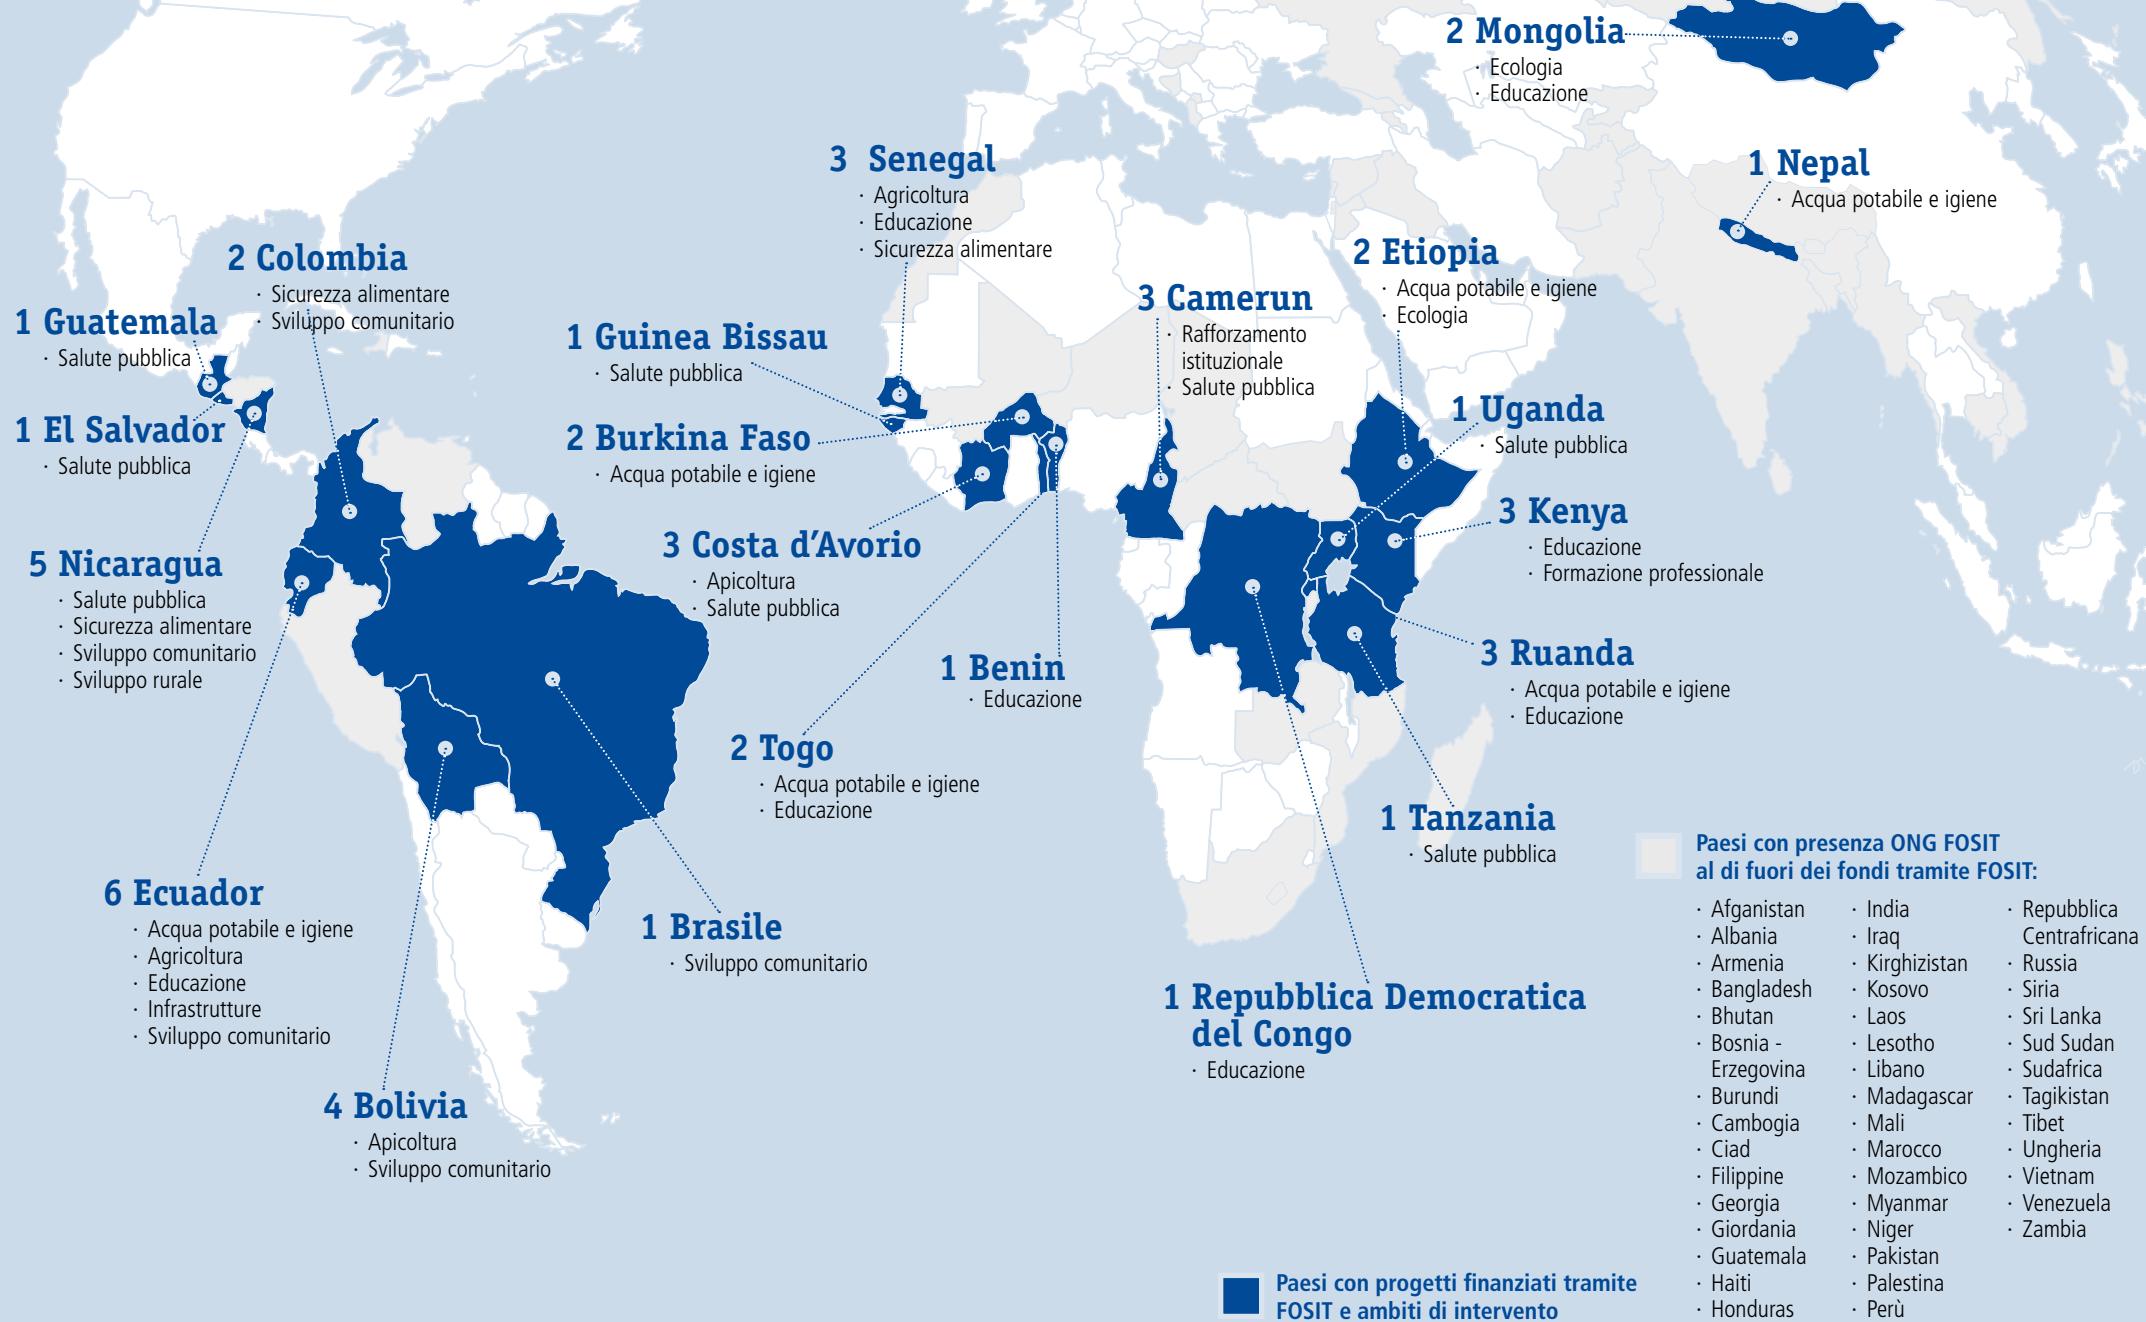 2 Mongolia
· Ecologia
· Educazione
1 Nepal
· Acqua potabile e igiene
3 Senegal
· Agricoltura
· Educazione
· Sicurezza alimentare
2 Colombia
· Sicurezza alimentare
· Sviluppo comunitario
2 Etiopia
· Acqua potabile e igiene
· Ecologia
3 Camerun
· Rafforzamento
istituzionale
· Salute pubblica
1 Guatemala
· Salute pubblica
1 Guinea Bissau
· Salute pubblica
1 El Salvador
· Salute pubblica
2 Burkina Faso
· Acqua potabile e igiene
1 Uganda
· Salute pubblica
3 Kenya
· Educazione
· Formazione professionale
3 Costa d'Avorio
· Apicoltura
· Salute pubblica
5 Nicaragua
· Salute pubblica
· Sicurezza alimentare
· Sviluppo comunitario
· Sviluppo rurale
1 Benin
· Educazione
3 Ruanda
· Acqua potabile e igiene
· Educazione
2 Togo
· Acqua potabile e igiene
· Educazione
1 Tanzania
· Salute pubblica
6 Ecuador
· Acqua potabile e igiene
· Agricoltura
· Educazione
· Infrastrutture
· Sviluppo comunitario
1 Brasile
· Sviluppo comunitario
1 Repubblica Democratica
del Congo
· Educazione
4 Bolivia
· Apicoltura
· Sviluppo comunitario
Paesi con presenza ONG FOSIT
al di fuori dei fondi tramite FOSIT:
· Afganistan
· Albania
· Armenia
· Bangladesh
· Bhutan
· Bosnia -
Erzegovina
· Burundi
· Cambogia
· Ciad
· Filippine
· Georgia
· Giordania
· Guatemala
· Haiti
· Honduras
· India
· Iraq
· Kirghizistan
· Kosovo
· Laos
· Lesotho
· Libano
· Madagascar
· Mali
· Marocco
· Mozambico
· Myanmar
· Niger
· Pakistan
· Palestina
· Perù
· Repubblica
Centrafricana
· Russia
· Siria
· Sri Lanka
· Sud Sudan
· Sudafrica
· Tagikistan
· Tibet
· Ungheria
· Vietnam
· Venezuela
· Zambia
Paesi con progetti finanziati tramite
FOSIT e ambiti di intervento